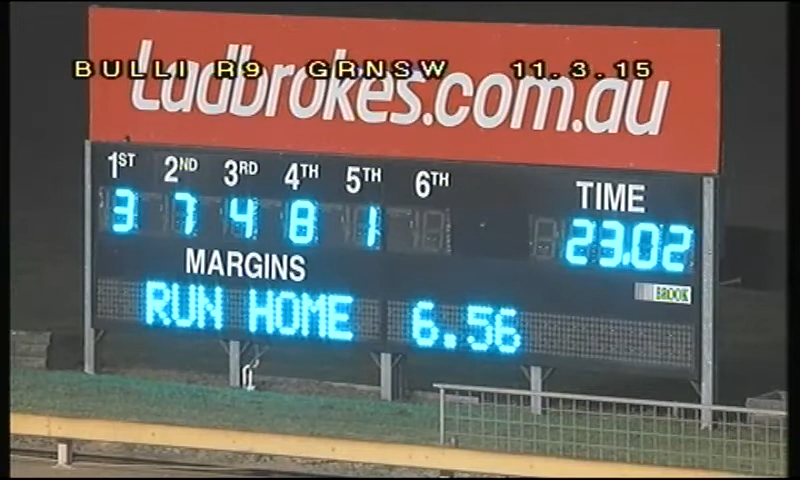 BULLI R9 GRNSW 11.3.15
Ladbrokes.com.au
1ST 2ND 3RD 4TH 5TH 6TH TIME
3 7 4 8 1 23.02
MARGINS
BROOK
RUN HOME 6.56